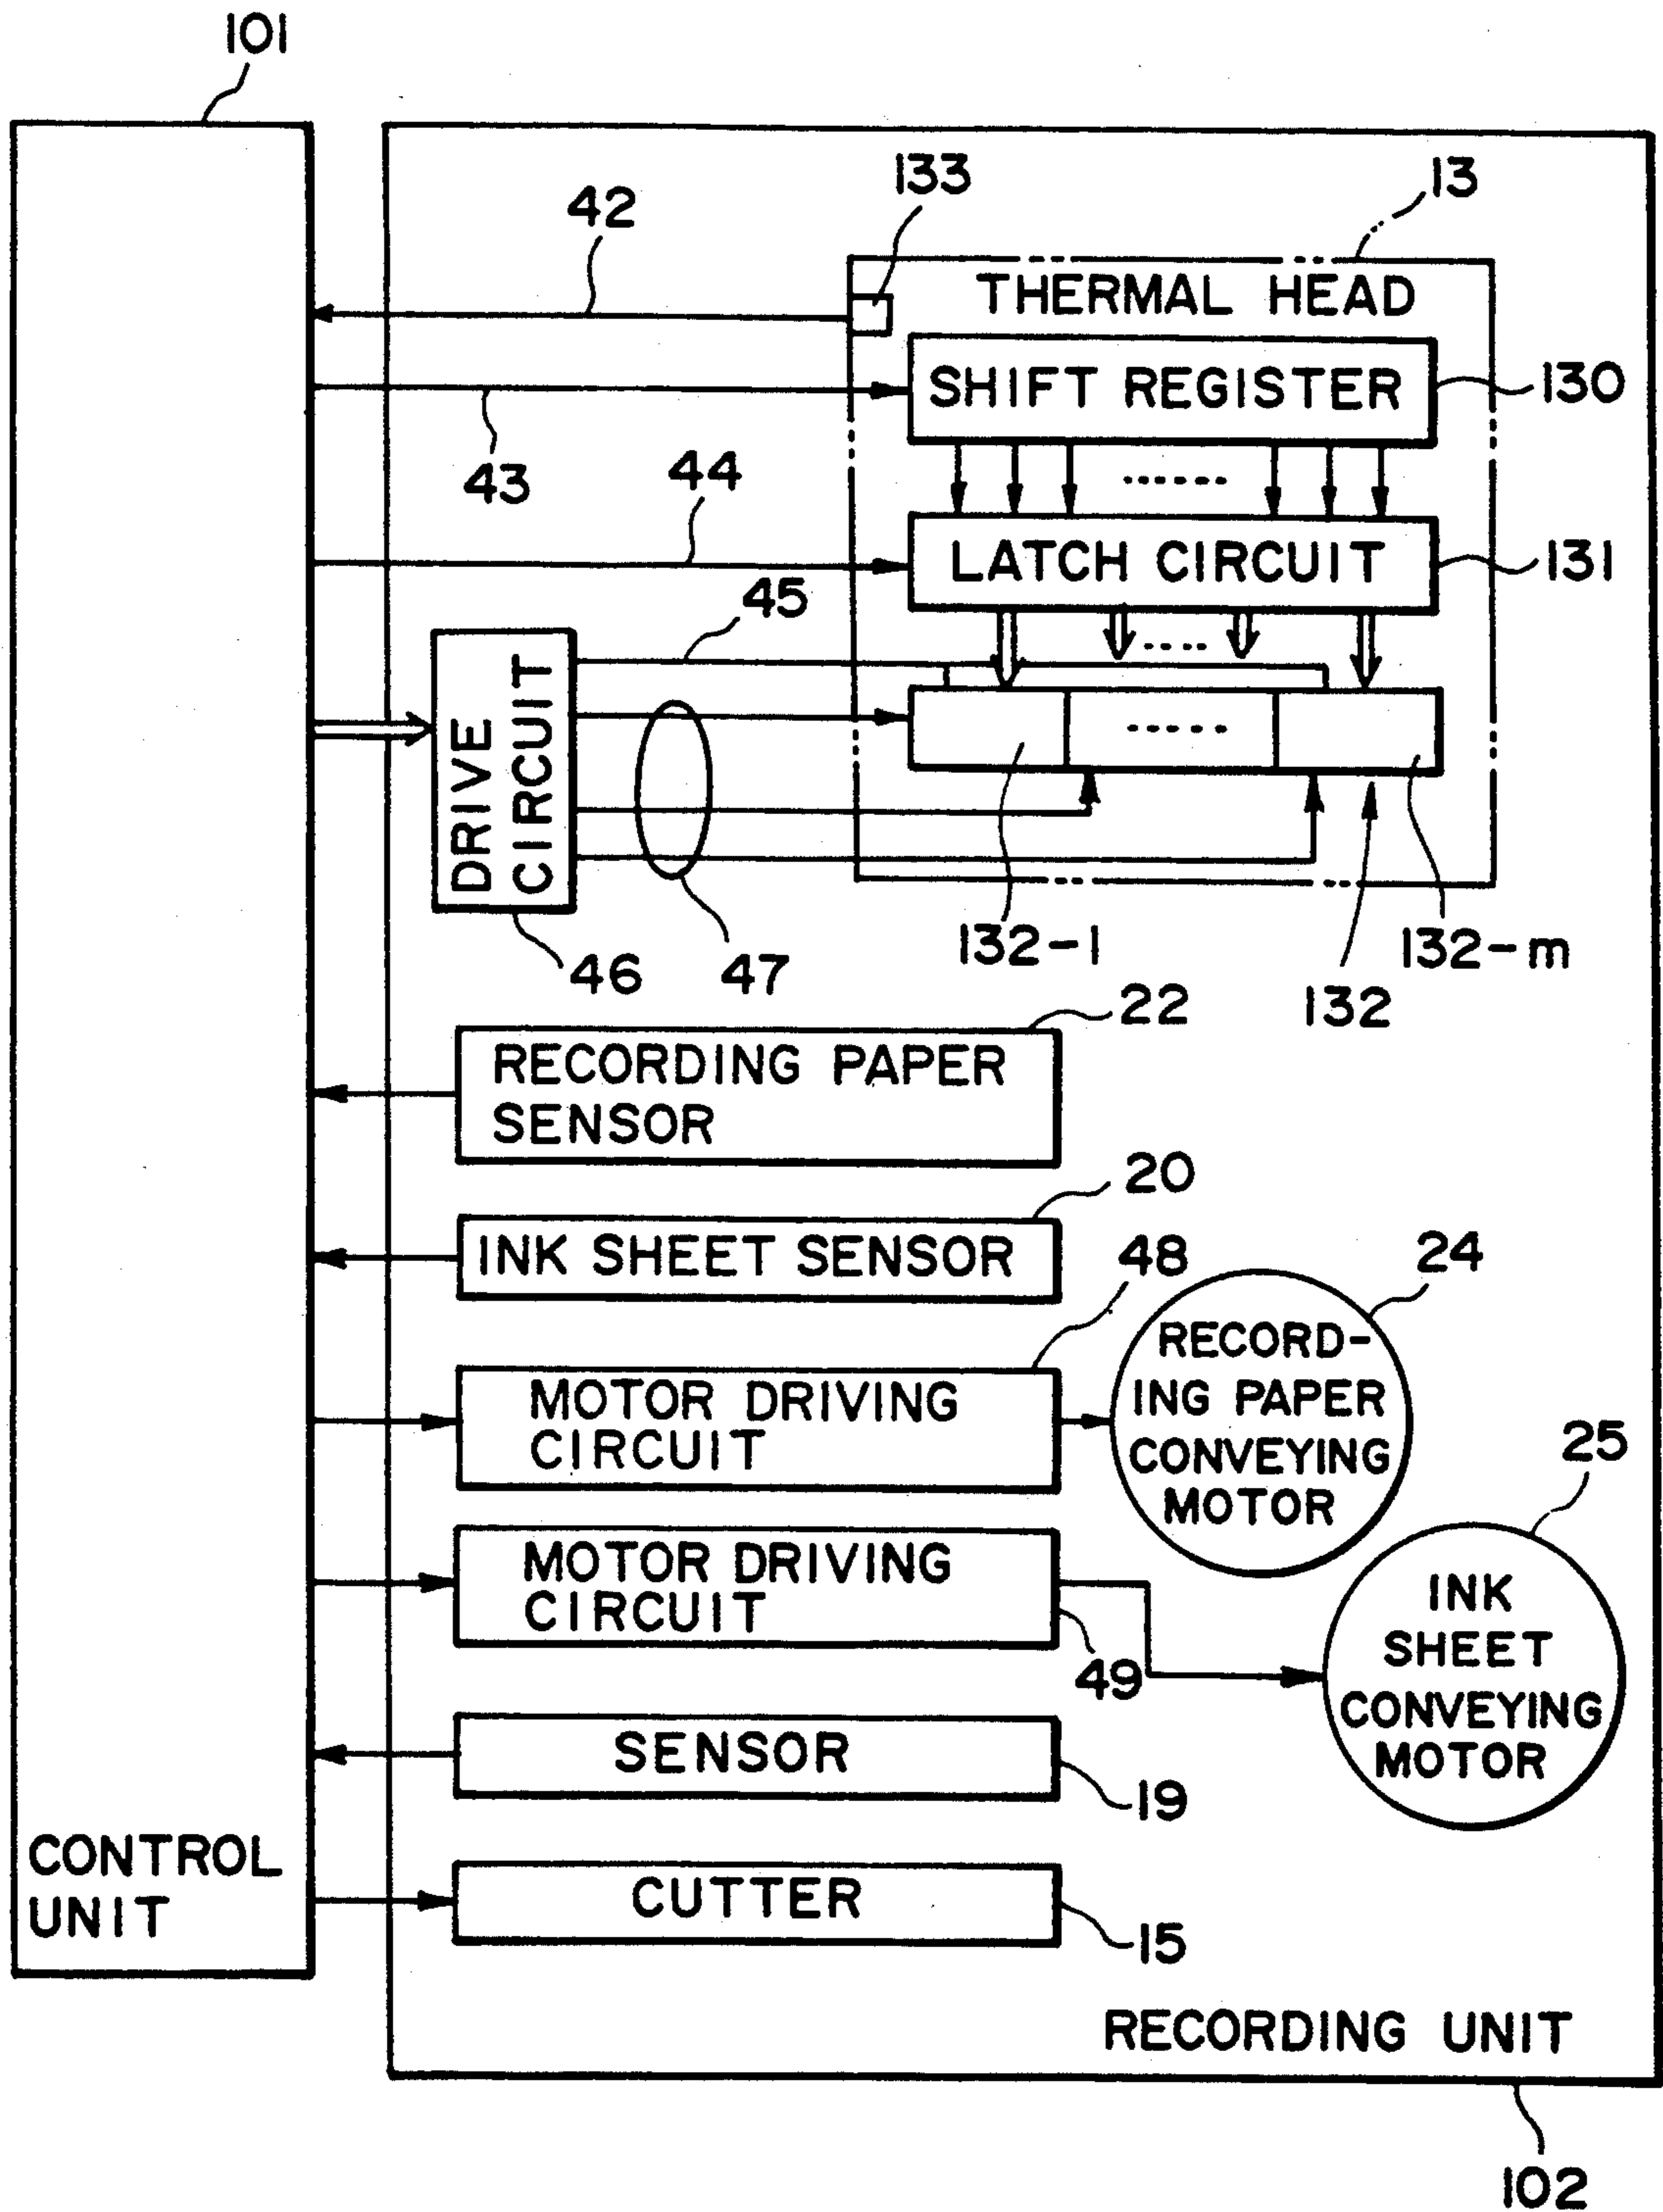 101
133
13
42
THERMAL HEAD
SHIFT REGISTER
130
43
44
LATCH CIRCUIT
131
45
DRIVE
CIRCUIT
132-1
132-m
46
47
132
22
RECORDING PAPER
SENSOR
20
INK SHEET SENSOR
48
24
MOTOR DRIVING
CIRCUIT
RECORD-
ING PAPER
CONVEYING
MOTOR
25
MOTOR DRIVING
CIRCUIT
49
INK
SHEET
CONVEYING
MOTOR
SENSOR
19
CONTROL
UNIT
CUTTER
15
RECORDING UNIT
102